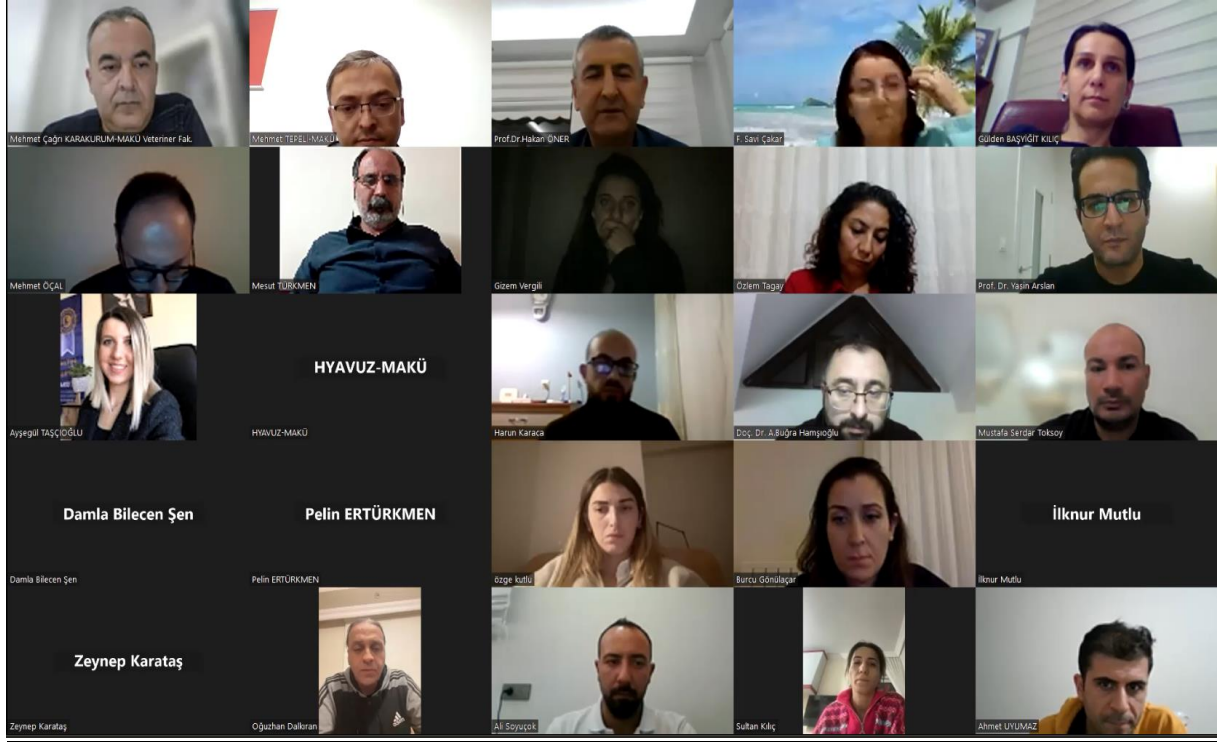 Mehmet Çağrı KARAKURUM-MAKÜ Veteriner Fak.
Mehmet TEPELİ-MAKÜ
Prof.Dr.Hakan ÖNER
F. Savi Çakar
Gülden BAŞYİĞİT KILIÇ
Mehmet ÖÇAL
Mesut TÜRKMEN
Gizem Vergili
Özlem Tagay
Prof. Dr. Yasin Arslan
Ayşegül TAŞÇIOĞLU
HYAVUZ-MAKÜ
HYAVUZ-MAKÜ
Harun Karaca
Doç. Dr. A.Buğra Hamşıoğlu
Mustafa Serdar Toksoy
Damla Bilecen Şen
Damla Bilecen Şen
Pelin ERTÜRKMEN
Pelin ERTÜRKMEN
özge kutlu
Burcu Gönülaçar
İlknur Mutlu
İlknur Mutlu
Zeynep Karataş
Zeynep Karataş
Oğuzhan Dalkıran
Ali Soyuçok
Sultan Kılıç
Ahmet UYUMAZ